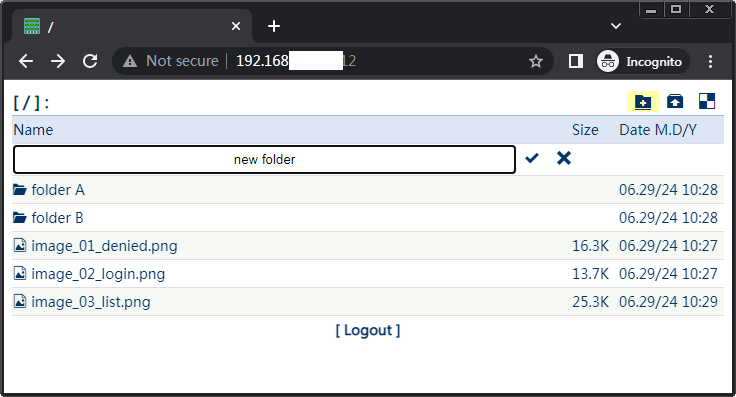 /
Not secure 192.168 12 Incognito
[ / ] :
Name Size Date M.D/Y
new folder
folder A 06.29/24 10:28
folder B 06.29/24 10:28
image_01_denied.png 16.3K 06.29/24 10:27
image_02_login.png 13.7K 06.29/24 10:27
image_03_list.png 25.3K 06.29/24 10:29
[ Logout ]